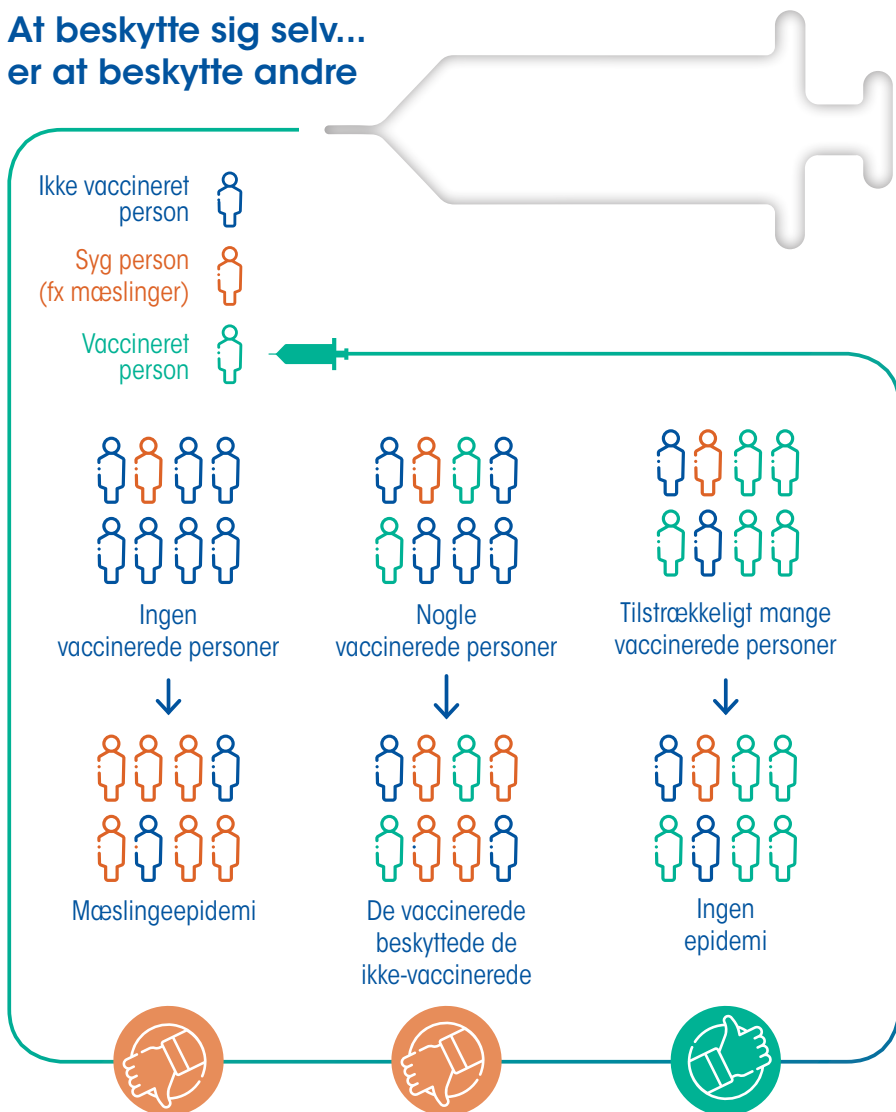 At beskytte sig selv...
er at beskytte andre
Ikke vaccineret
person
Syg person
(fx mæslinger)
Vaccineret
person
Ingen
vaccinerede personer
Nogle
vaccinerede personer
Tilstrækkeligt mange
vaccinerede personer
Mæslingeepidemi
De vaccinerede
beskyttede de
ikke-vaccinerede
Ingen
epidemi